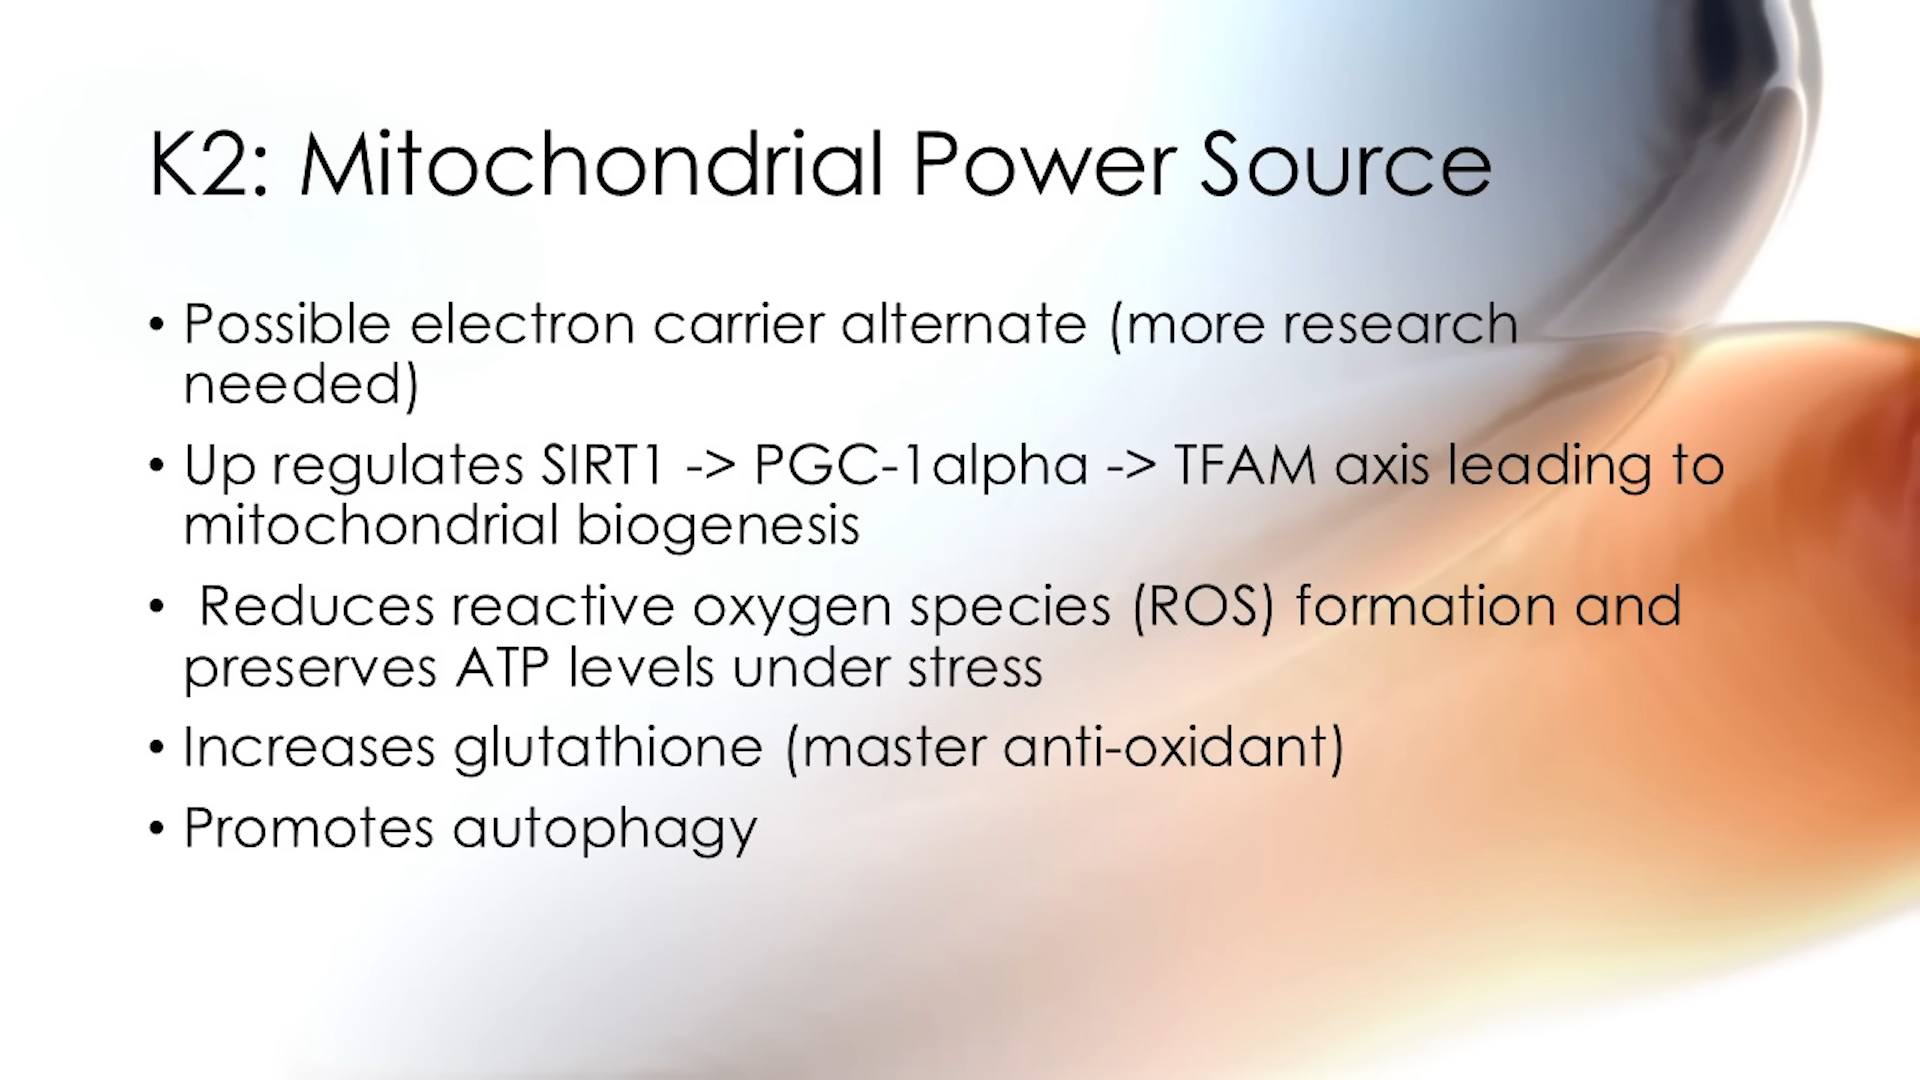 K2: Mitochondrial Power Source
• Possible electron carrier alternate (more research
needed)
• Up regulates SIRT1 -> PGC-1alpha -> TFAM axis leading to
mitochondrial biogenesis
• Reduces reactive oxygen species (ROS) formation and
preserves ATP levels under stress
• Increases glutathione (master anti-oxidant)
• Promotes autophagy